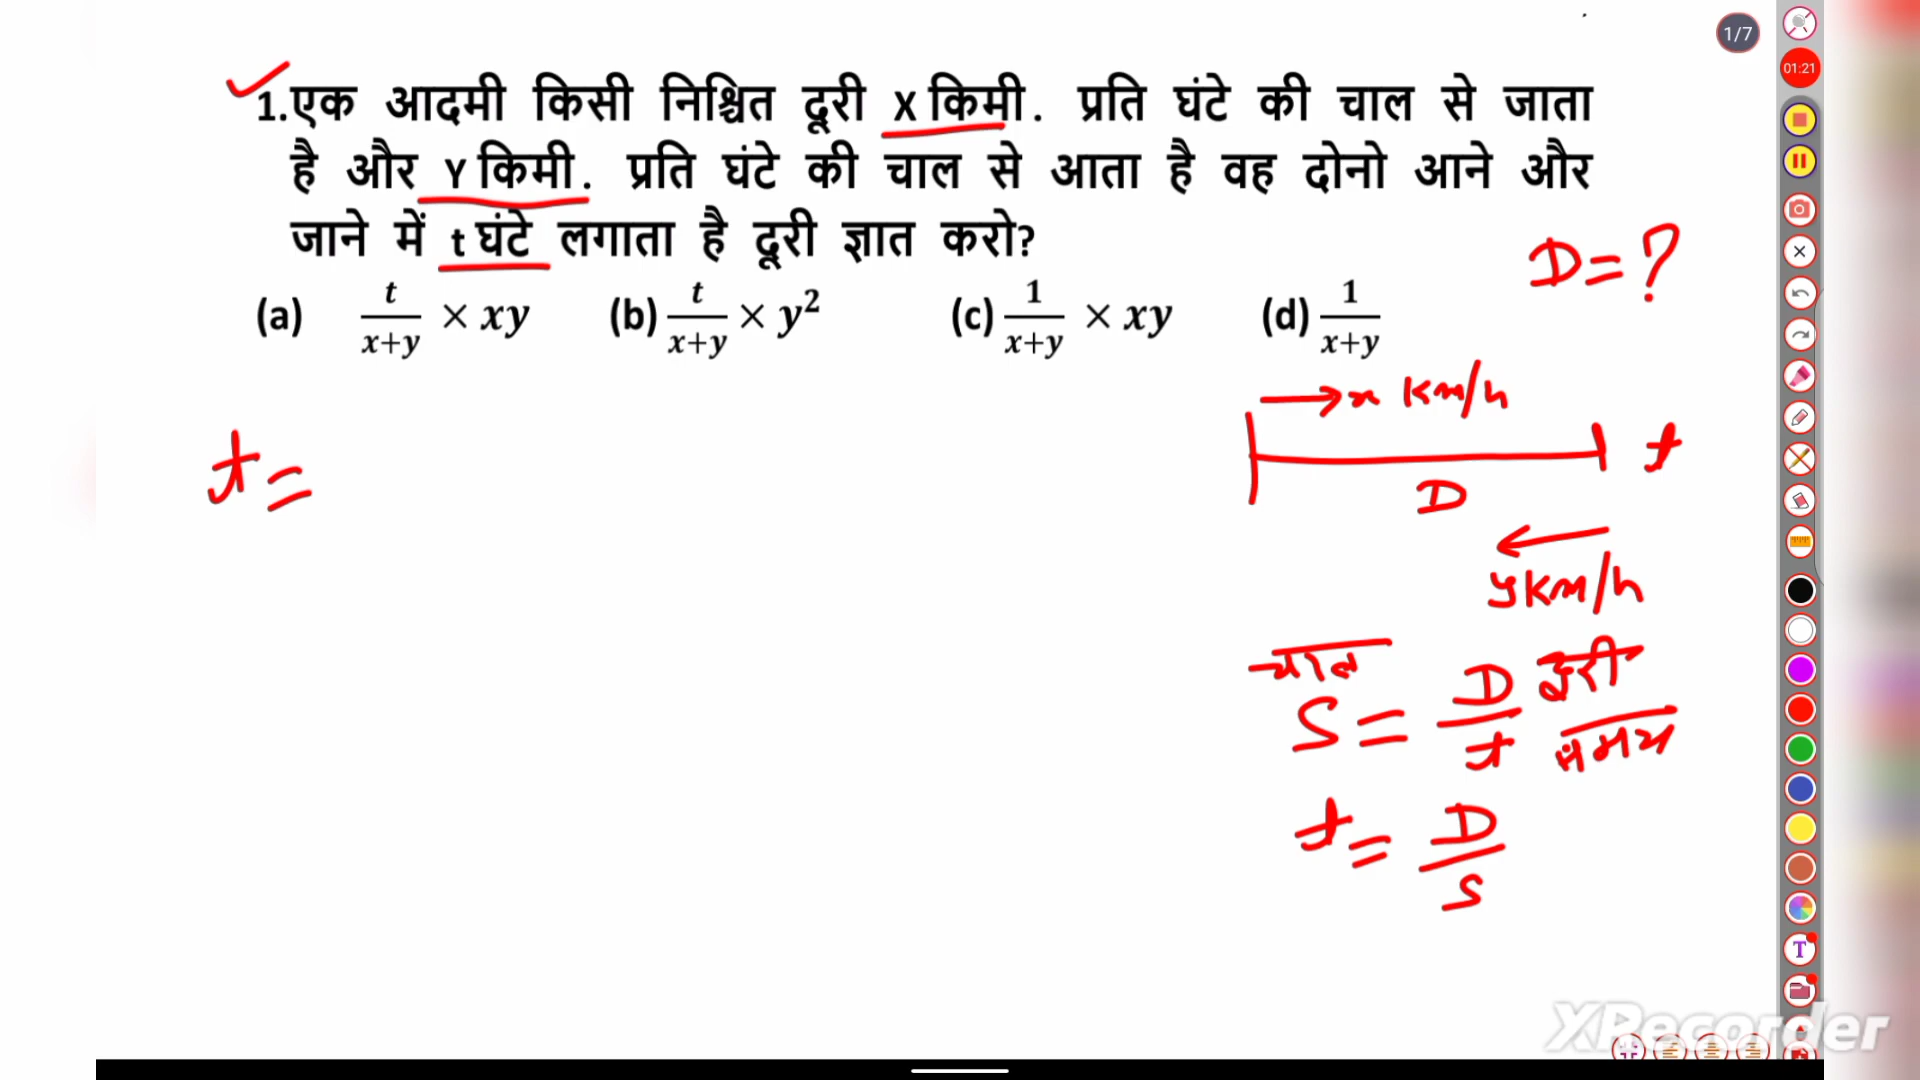 1/7
01:21
1.एक आदमी किसी निश्चित दूरी X किमी. प्रति घंटे की चाल से जाता
है और Y किमी. प्रति घंटे की चाल से आता है वह दोनो आने और
जाने में t घंटे लगाता है दूरी ज्ञात करो?
D = ?
(a) t/x+y × xy (b) t/x+y × y² (c) 1/x+y × xy (d) 1/x+y
→ x km/h
t =
t
D
←
y km/h
चाल
S = D/t दूरी/समय
t = D/S
T
XRecorder